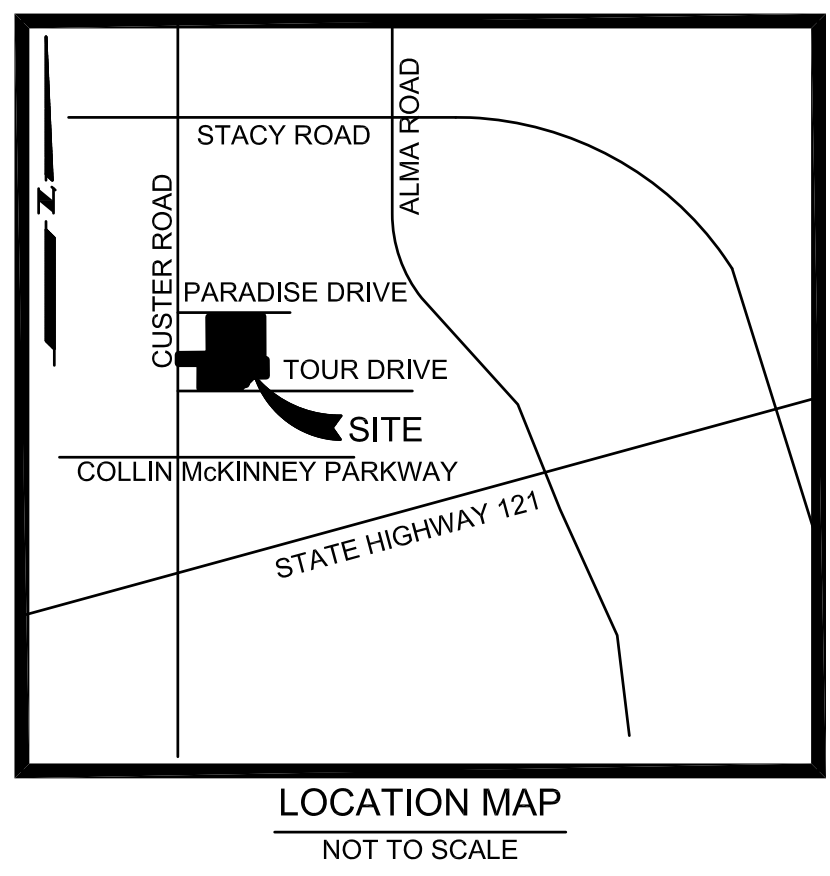 ALMA ROAD
STACY ROAD
N
CUSTER ROAD
PARADISE DRIVE
TOUR DRIVE
SITE
COLLIN McKINNEY PARKWAY
STATE HIGHWAY 121
LOCATION MAP
NOT TO SCALE